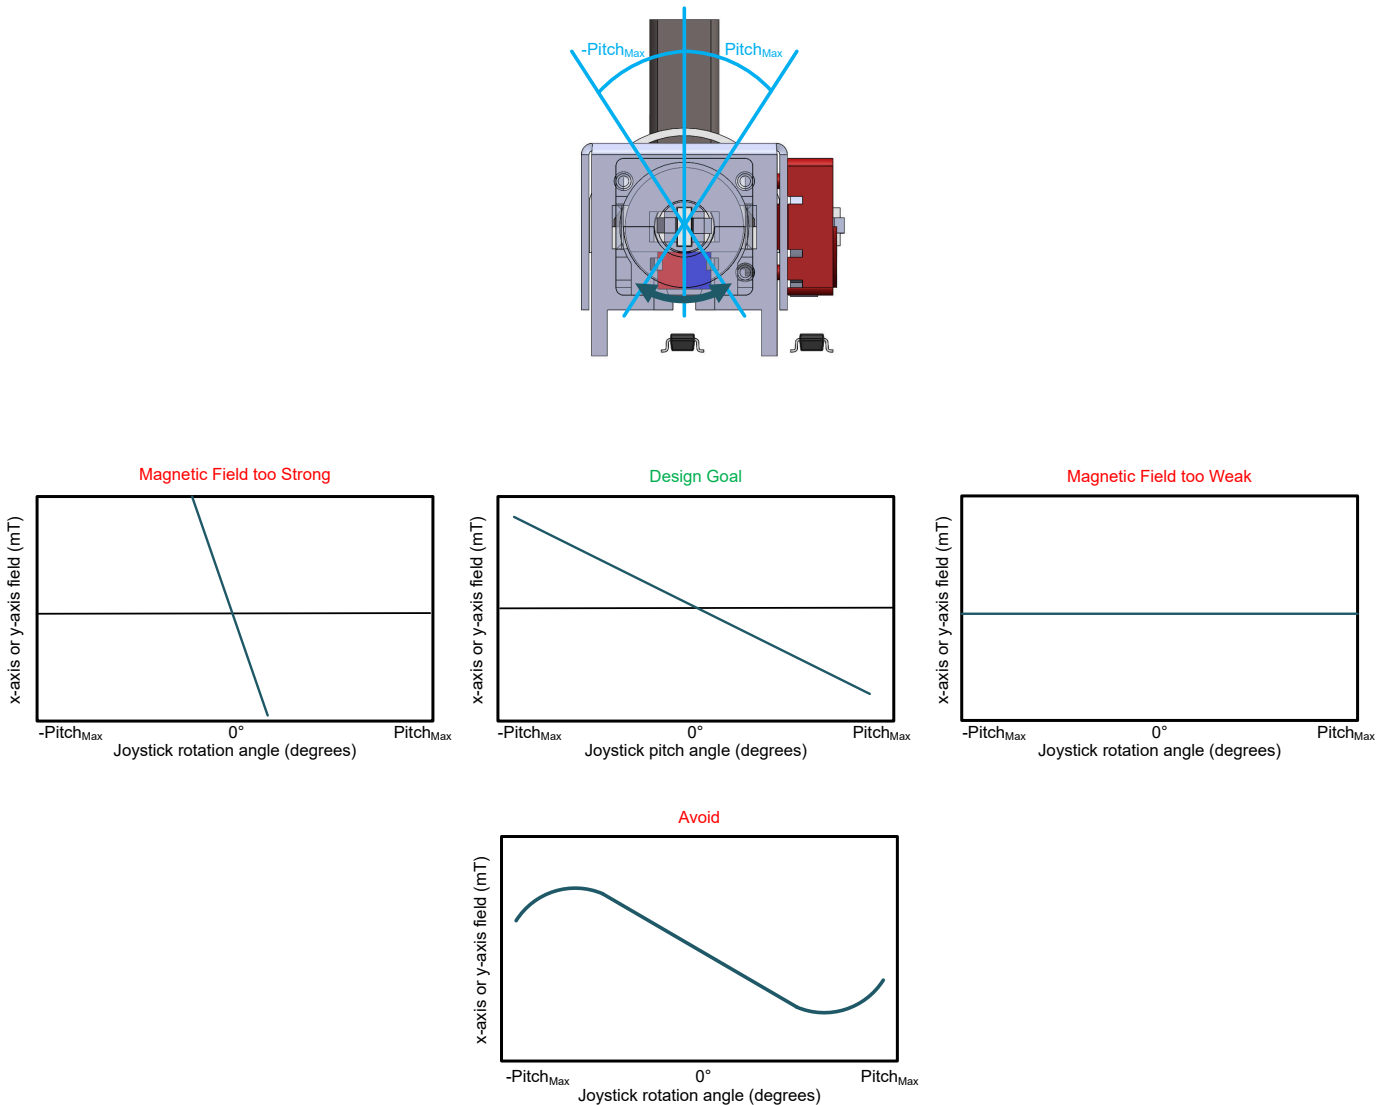 -PitchMax PitchMax
Magnetic Field too Strong
x-axis or y-axis field (mT)
-PitchMax 0° PitchMax
Joystick rotation angle (degrees)
Design Goal
x-axis or y-axis field (mT)
-PitchMax 0° PitchMax
Joystick pitch angle (degrees)
Magnetic Field too Weak
x-axis or y-axis field (mT)
-PitchMax 0° PitchMax
Joystick rotation angle (degrees)
Avoid
x-axis or y-axis field (mT)
-PitchMax 0° PitchMax
Joystick rotation angle (degrees)